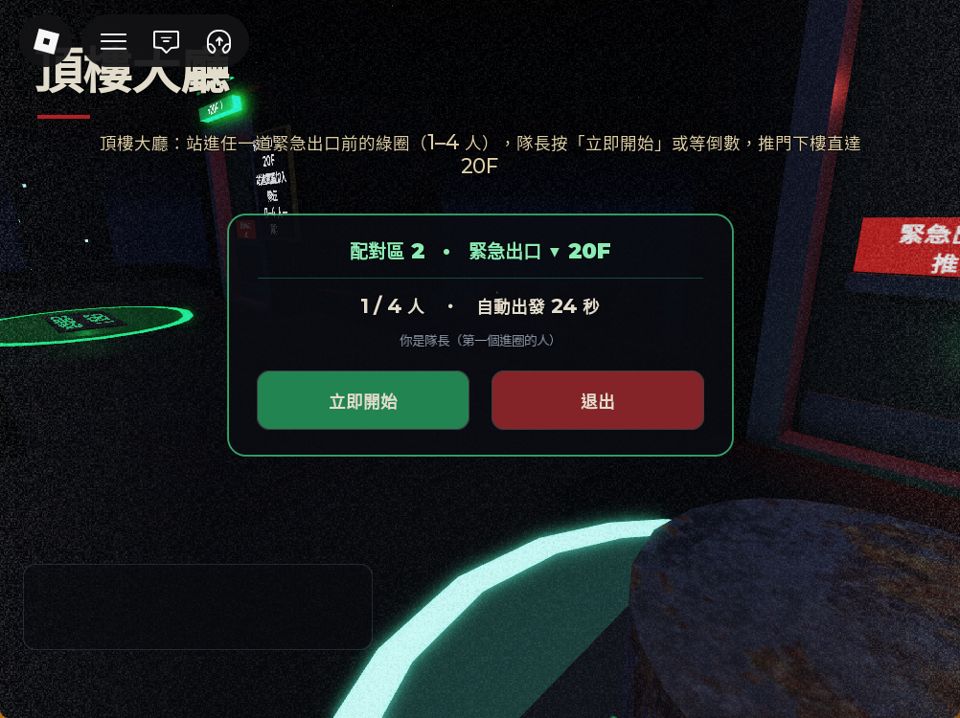 頂樓大廳
頂樓大廳：站進任一道緊急出口前的綠圈（1–4 人），隊長按「立即開始」或等倒數，推門下樓直達
20F
20F
配對區 2 • 緊急出口 ▼ 20F
1 / 4 人 • 自動出發 24 秒
你是隊長（第一個進圈的人）
立即開始
退出
緊急出
推